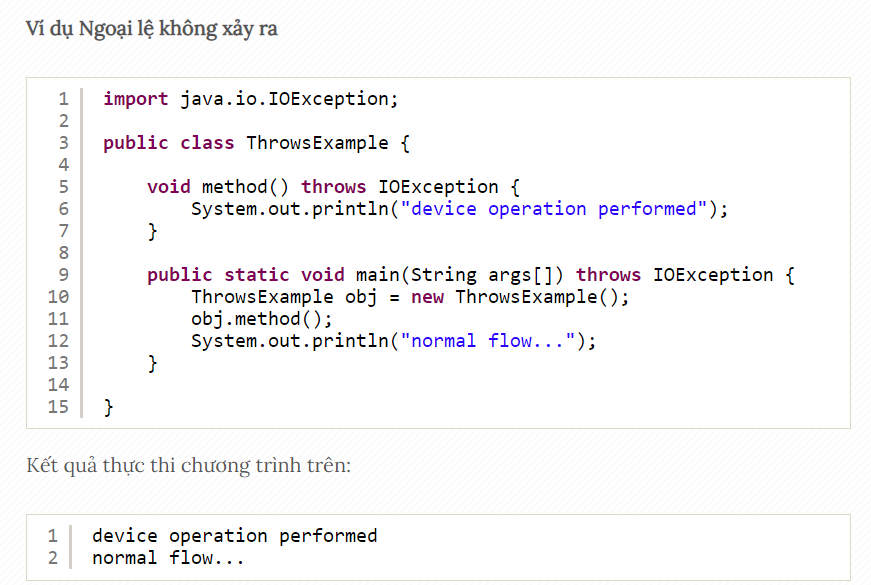 Ví dụ Ngoại lệ không xảy ra
1 import java.io.IOException;
2
3 public class ThrowsExample {
4
5     void method() throws IOException {
6         System.out.println("device operation performed");
7     }
8
9     public static void main(String args[]) throws IOException {
10         ThrowsExample obj = new ThrowsExample();
11         obj.method();
12         System.out.println("normal flow...");
13     }
14
15 }
Kết quả thực thi chương trình trên:
1 device operation performed
2 normal flow...